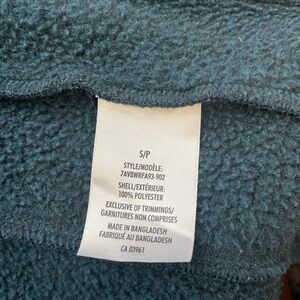 S/P
STYLE/MODÈLE:
7AVBWRFA93-902
SHELL/EXTÉRIEUR:
100% POLYESTER
EXCLUSIVE OF TRIMMINGS/
GARNITURES NON COMPRISES
MADE IN BANGLADESH
FABRIQUÉ AU BANGLADESH
CA 03961